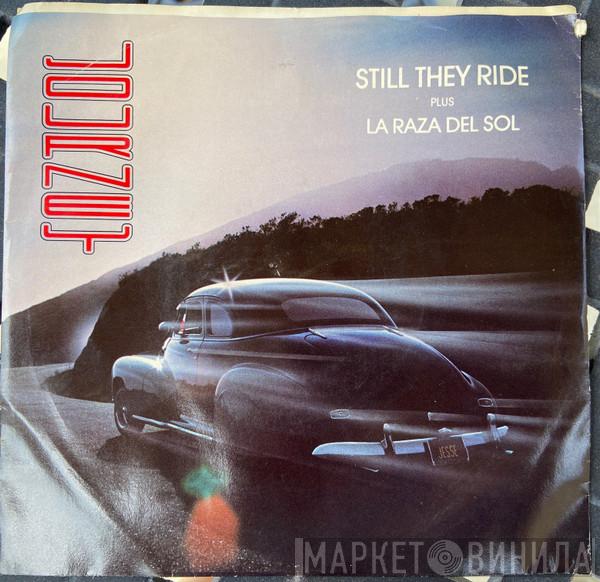 JOURNEY
STILL THEY RIDE
PLUS
LA RAZA DEL SOL
JESSE
МАРКЕТ ВИНИЛА